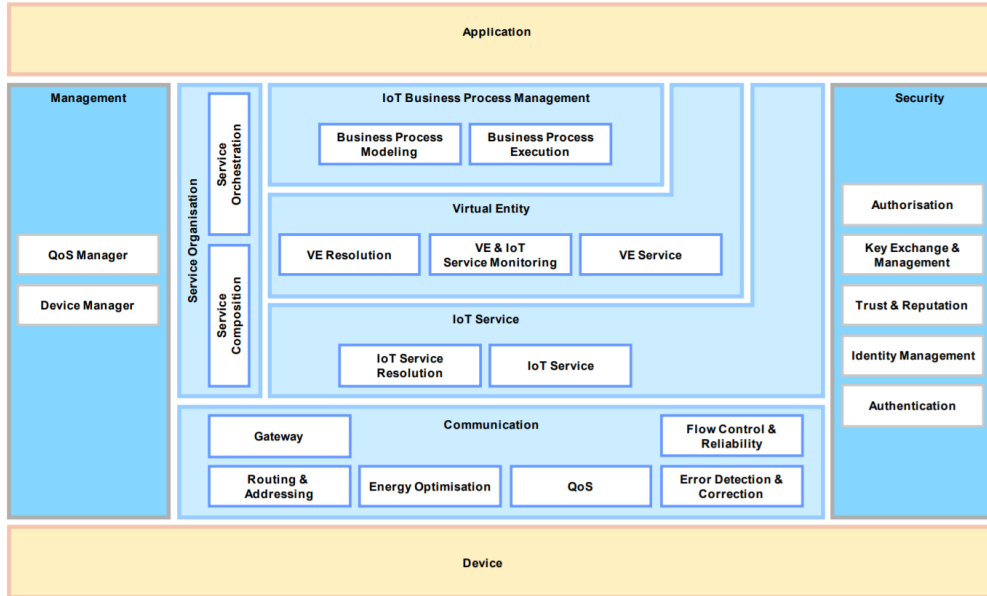 Application
Management
QoS Manager
Device Manager
Service Organisation
Service
Orchestration
Service
Composition
IoT Business Process Management
Business Process
Modeling
Business Process
Execution
Virtual Entity
VE Resolution
VE & IoT
Service Monitoring
VE Service
IoT Service
IoT Service
Resolution
IoT Service
Communication
Gateway
Flow Control &
Reliability
Routing &
Addressing
Energy Optimisation
QoS
Error Detection &
Correction
Security
Authorisation
Key Exchange &
Management
Trust & Reputation
Identity Management
Authentication
Device